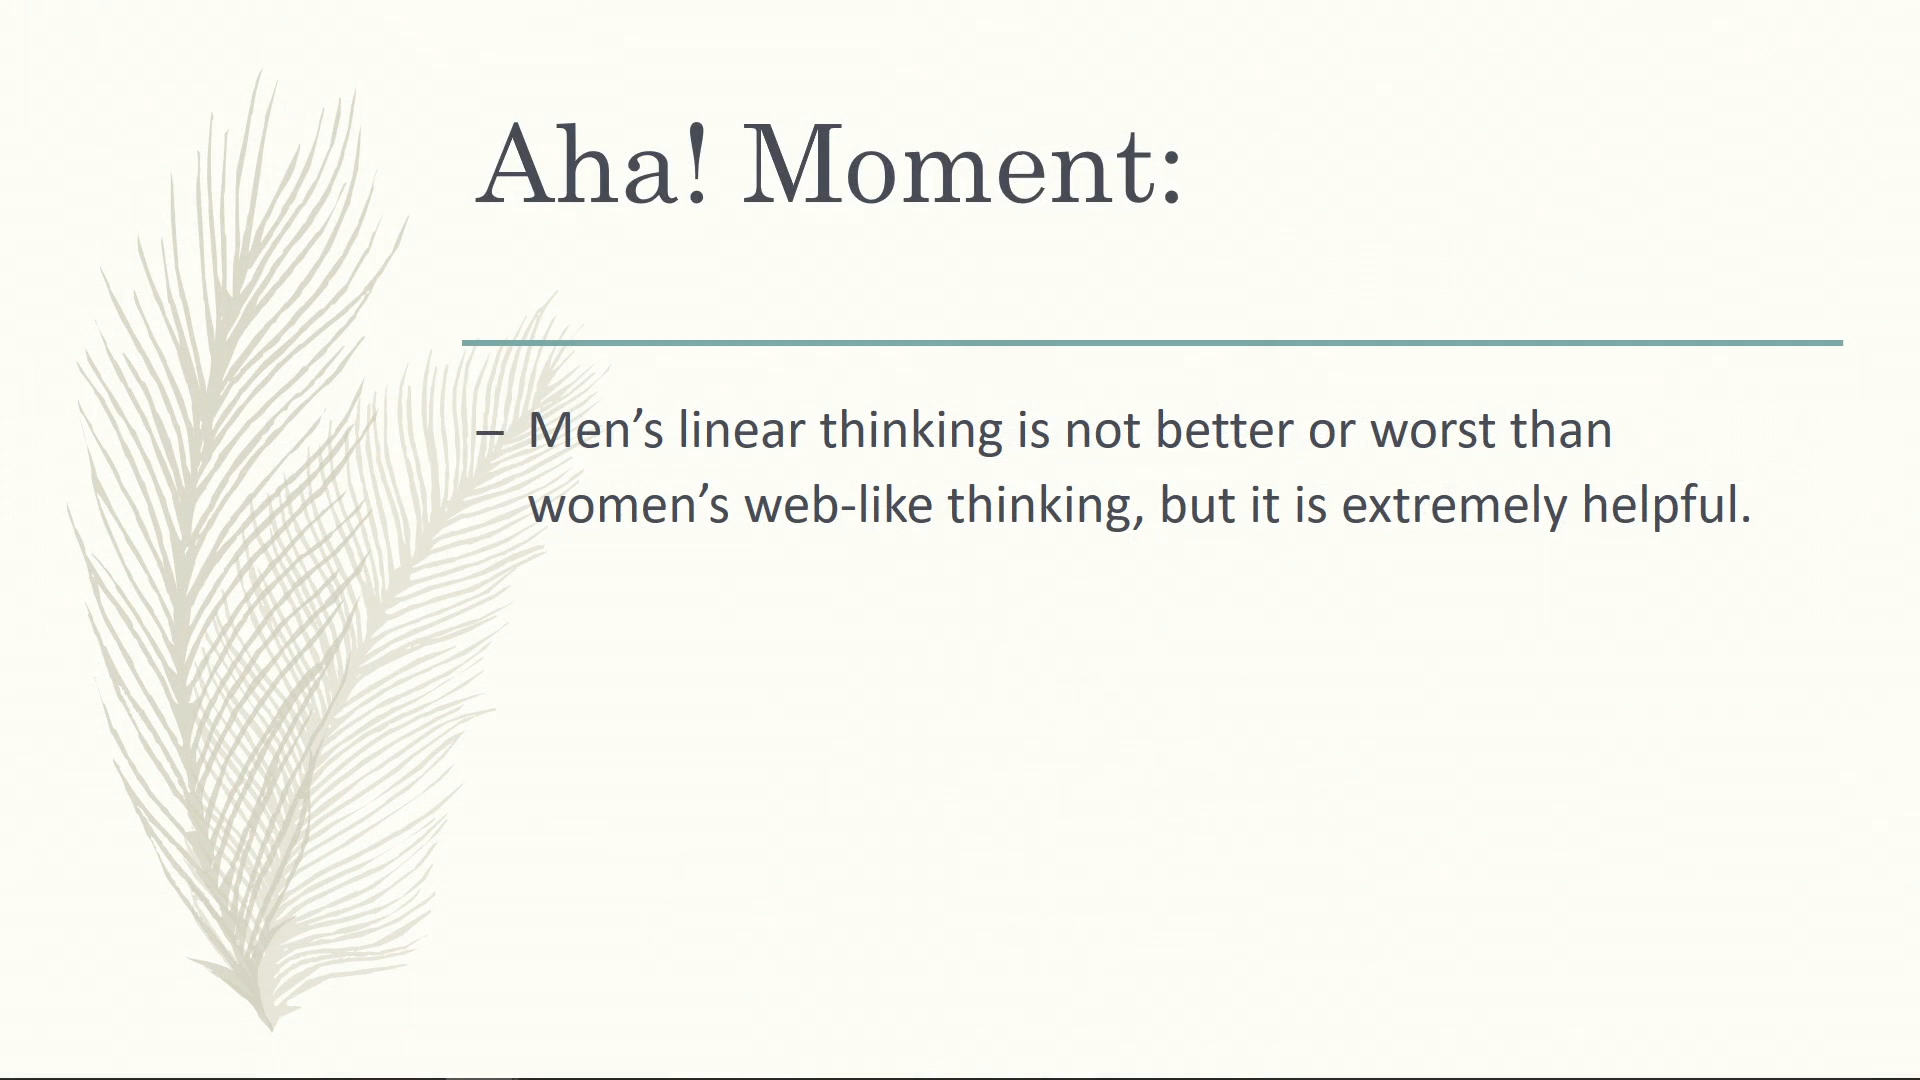 Aha! Moment:
– Men’s linear thinking is not better or worst than
women’s web-like thinking, but it is extremely helpful.